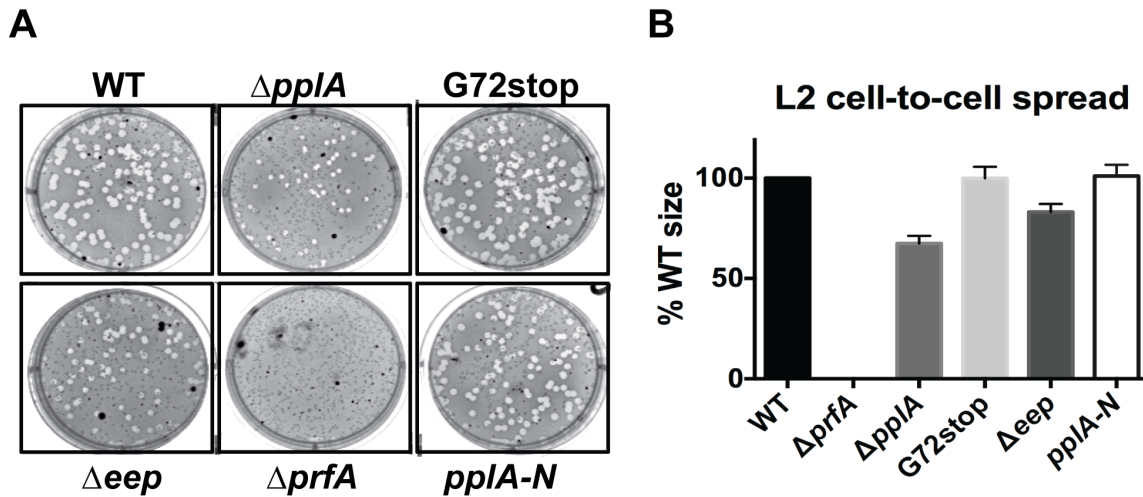 A
WT ΔpplA G72stop
Δeep ΔprfA pplA-N
B
L2 cell-to-cell spread
% WT size
100
50
0
WT ΔprfA ΔpplA G72stop Δeep pplA-N